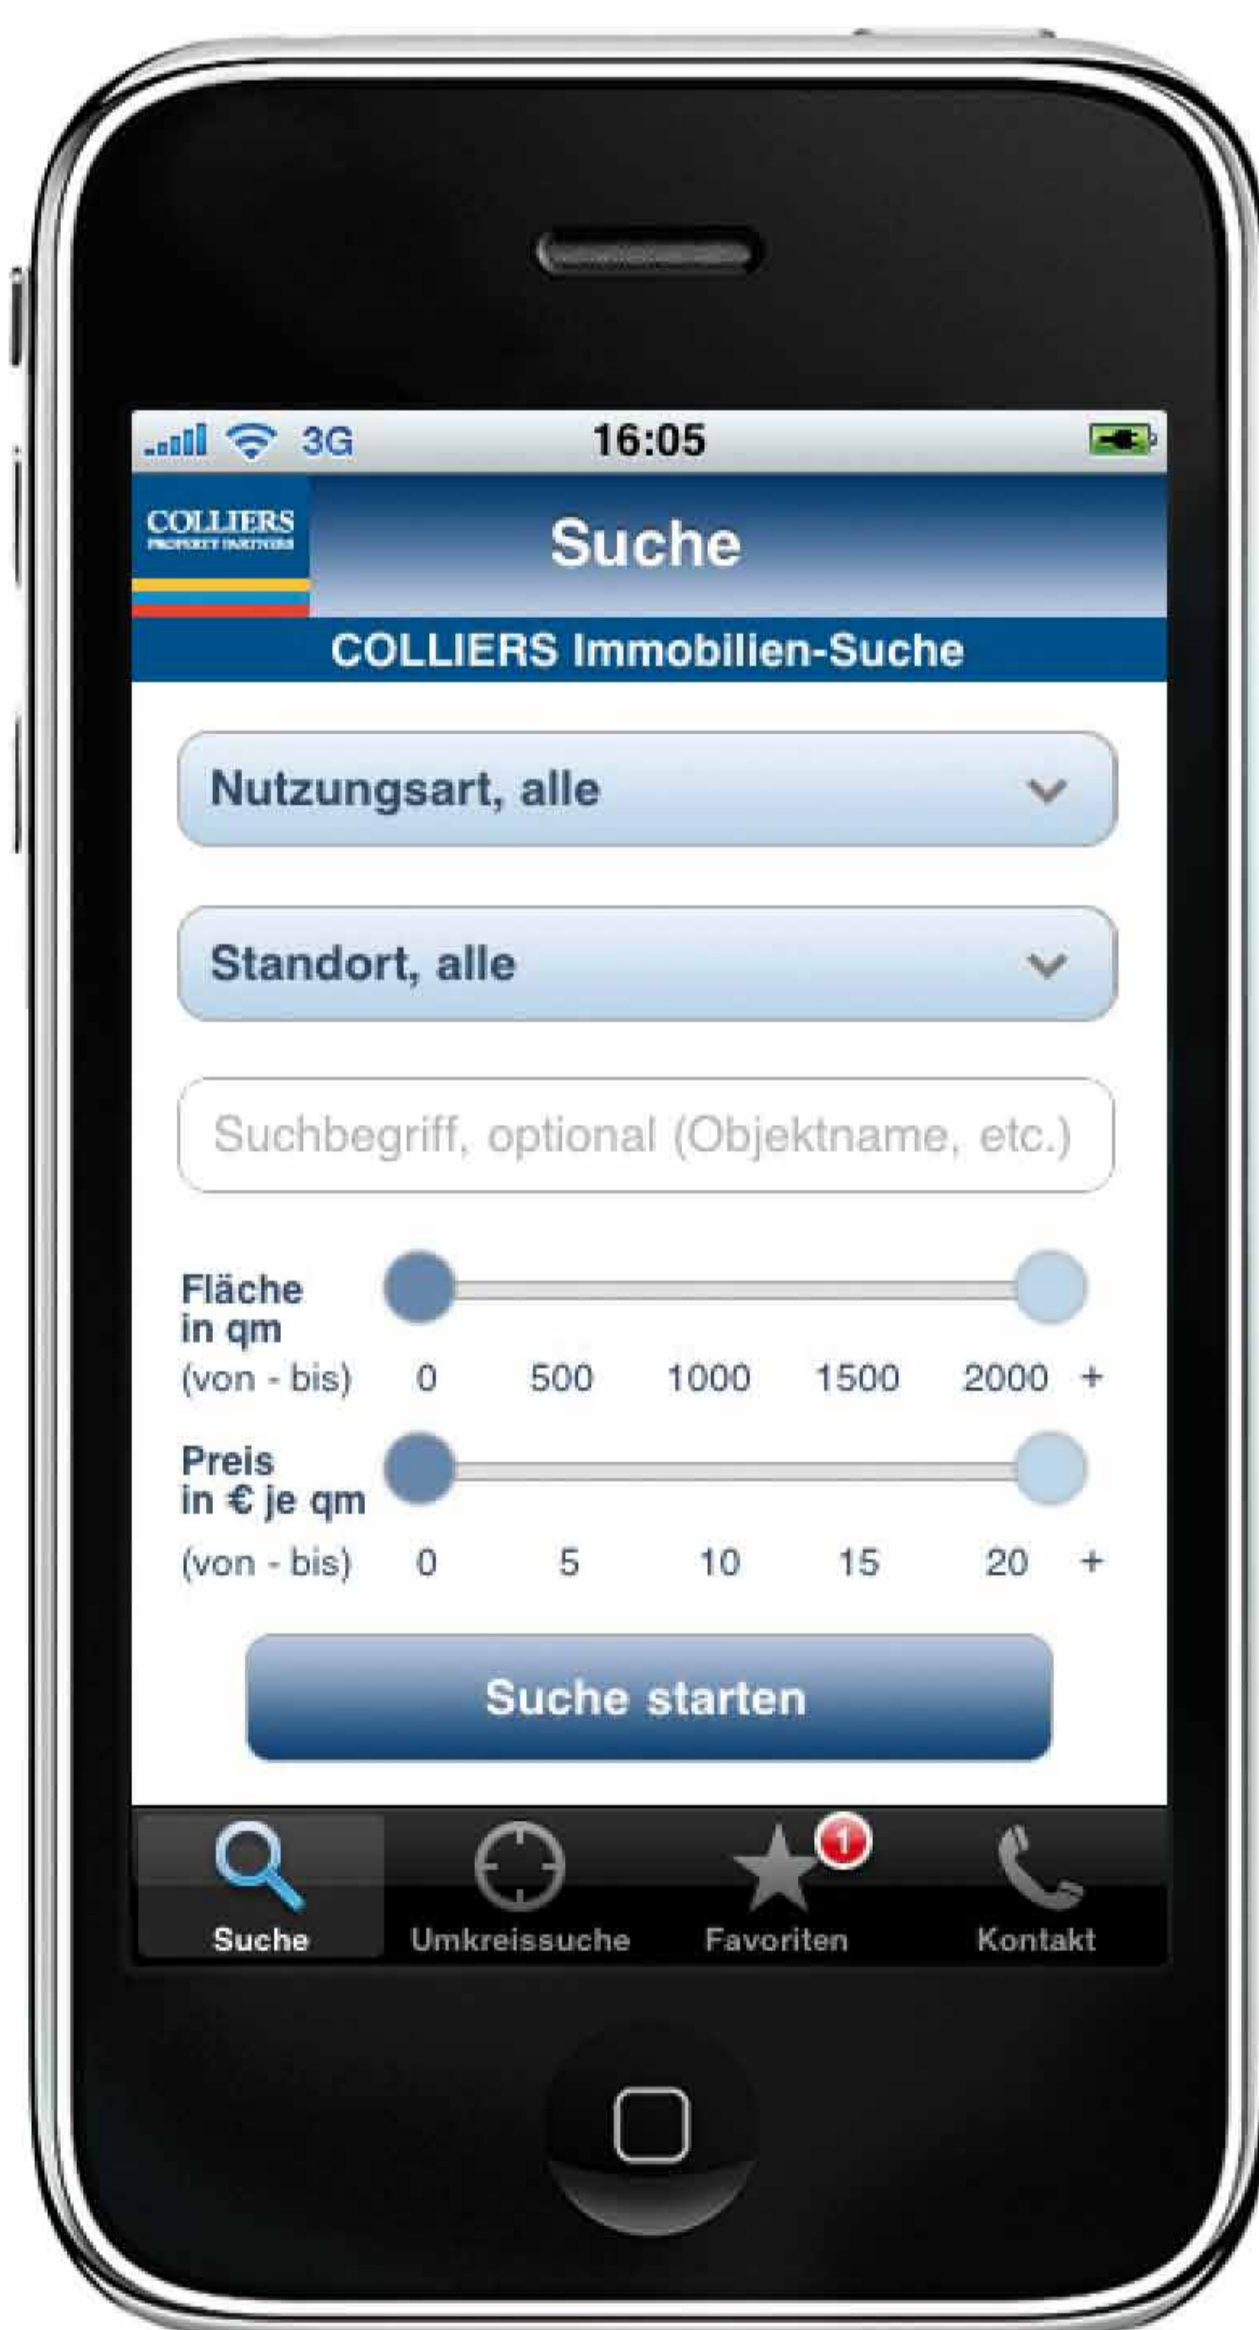 3G 16:05
COLLIERS
PROPERTY PARTNERS
Suche
COLLIERS Immobilien-Suche
Nutzungsart, alle
Standort, alle
Suchbegriff, optional (Objektname, etc.)
Fläche
in qm
(von - bis) 0 500 1000 1500 2000 +
Preis
in € je qm
(von - bis) 0 5 10 15 20 +
Suche starten
1
Suche Umkreissuche Favoriten Kontakt